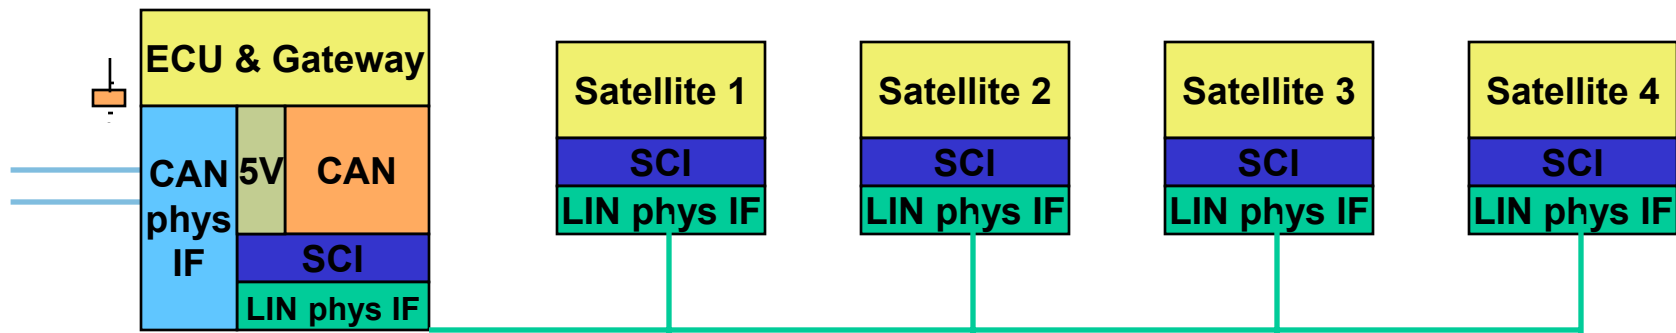 ECU & Gateway
CAN
phys
IF
5V
CAN
SCI
LIN phys IF
Satellite 1
SCI
LIN phys IF
Satellite 2
SCI
LIN phys IF
Satellite 3
SCI
LIN phys IF
Satellite 4
SCI
LIN phys IF